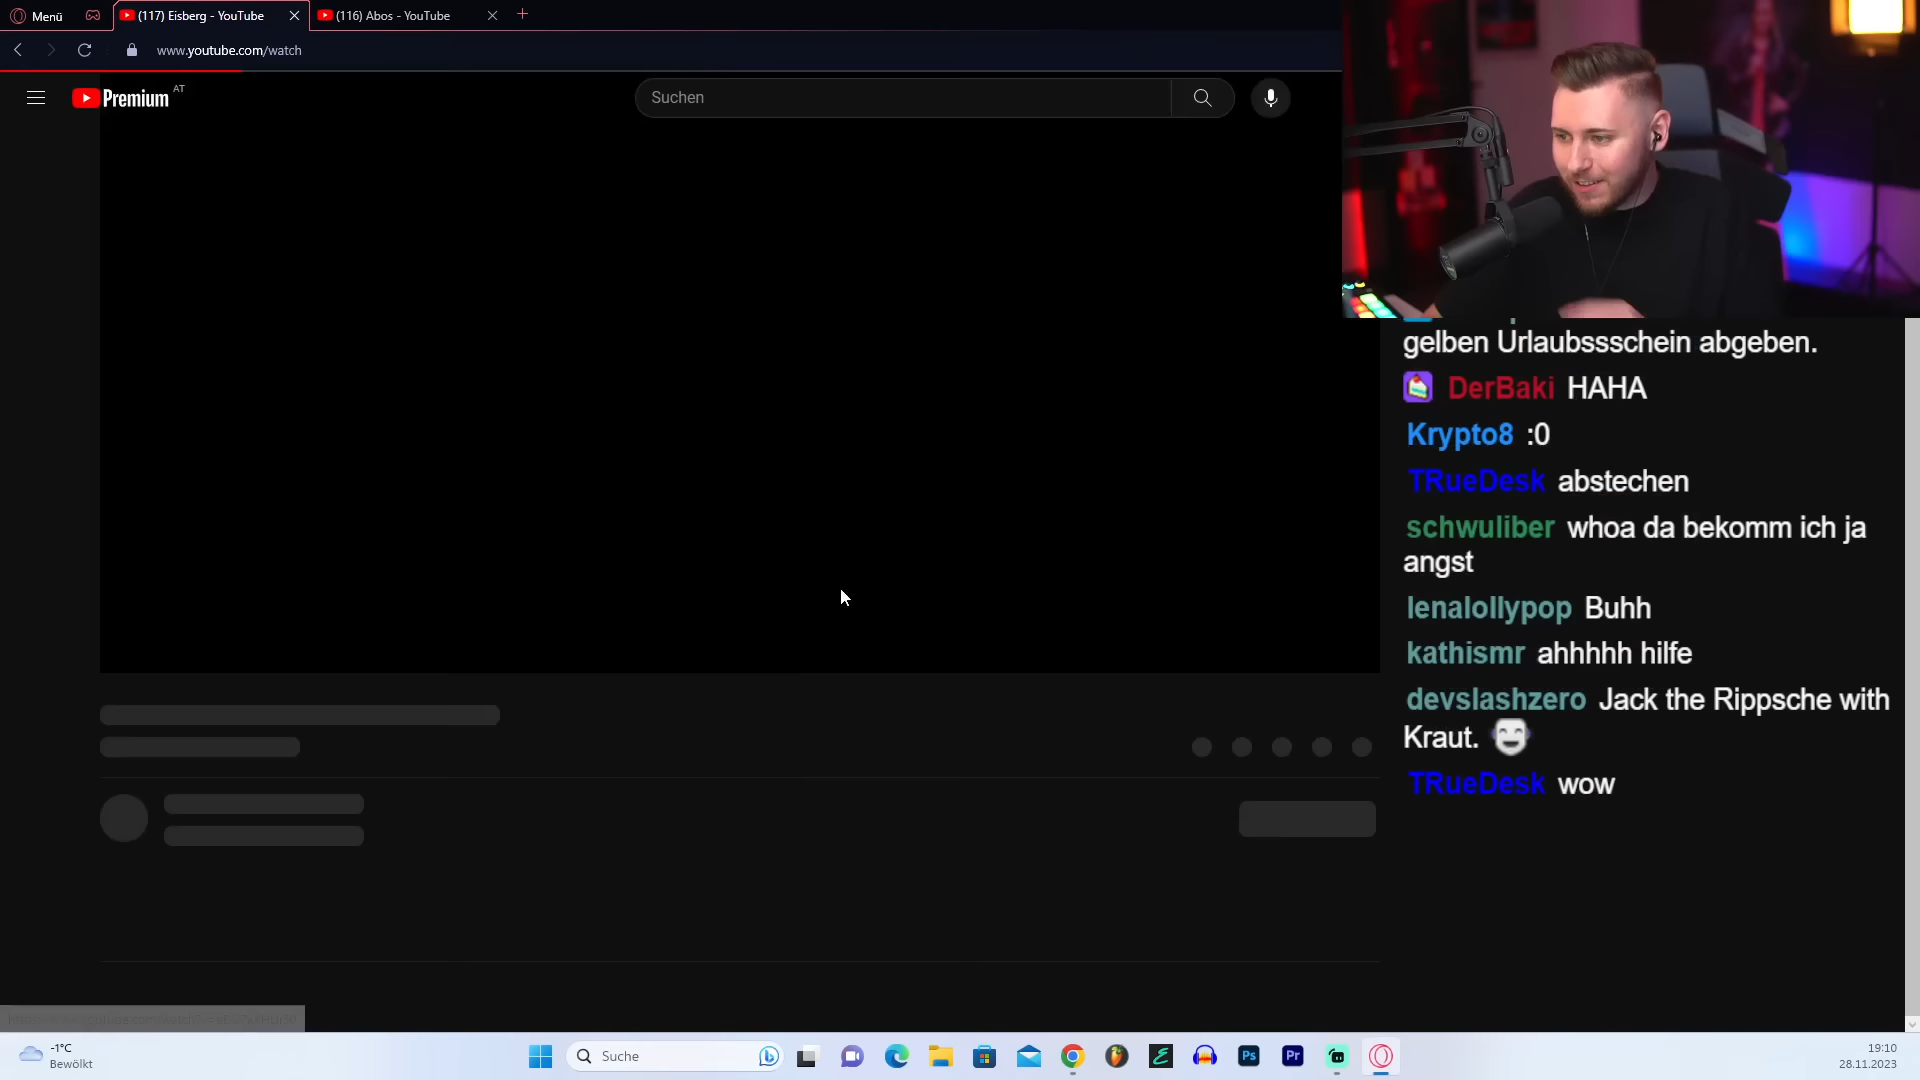 Menü
(117) Eisberg - YouTube
(116) Abos - YouTube
www.youtube.com/watch
Premium AT
Suchen
gelben Urlaubssschein abgeben.
DerBaki HAHA
Krypto8 :0
TRueDesk abstechen
schwuliber whoa da bekomm ich ja
angst
lenalollypop Buhh
kathismr ahhhhh hilfe
devslashzero Jack the Rippsche with
Kraut.
TRueDesk wow
-1°C
Bewölkt
Suche
Ps
Pr
19:10
28.11.2023